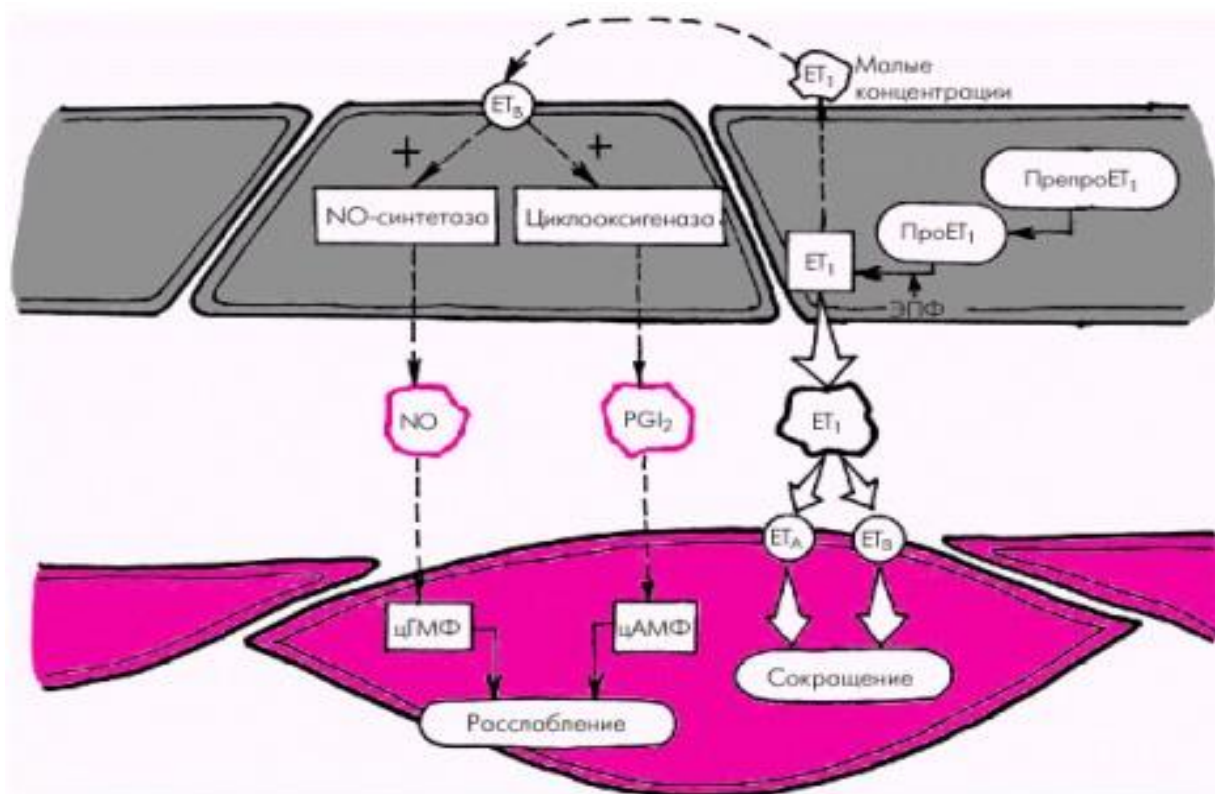 ET₁
Малые
концентрации
ETБ
+
+
ПрепроET₁
NO-синтетаза
Циклооксигеназа
ПроET₁
ET₁
ЭПФ
NO
PGI₂
ET₁
ETA
ETB
цГМФ
цАМФ
Сокращение
Расслабление